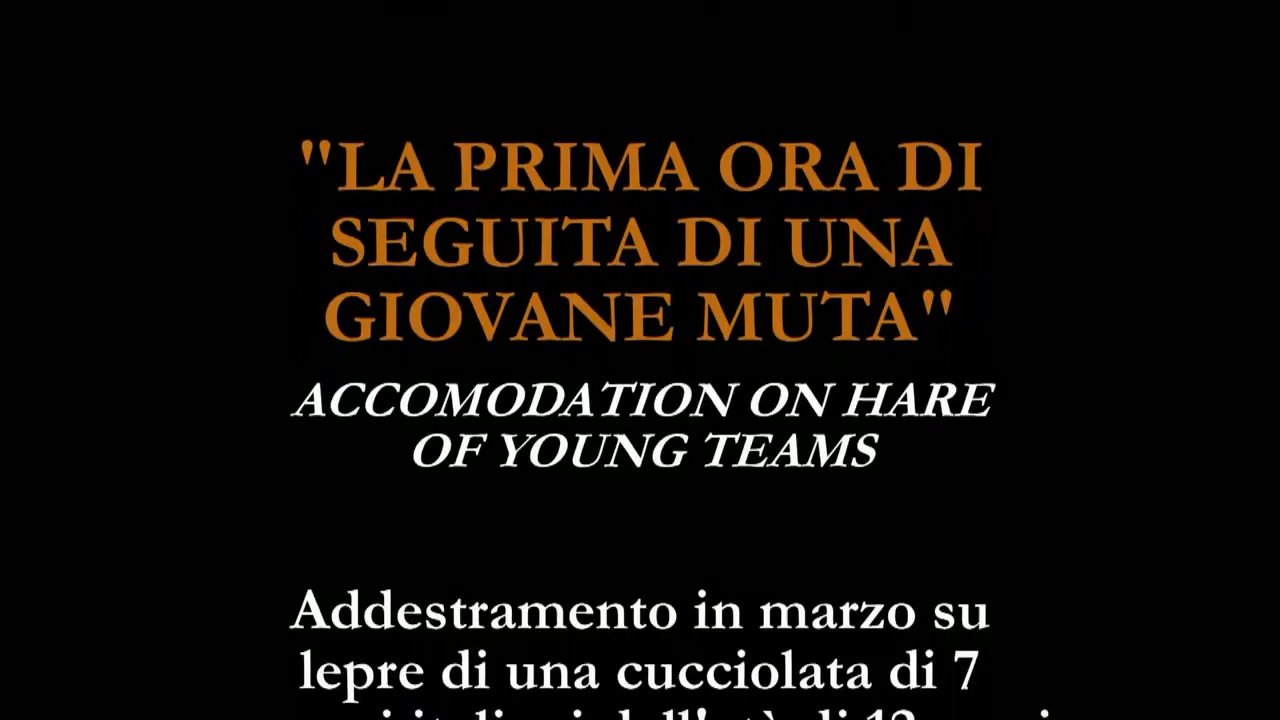 "LA PRIMA ORA DI
SEGUITA DI UNA
GIOVANE MUTA"
ACCOMODATION ON HARE
OF YOUNG TEAMS
Addestramento in marzo su
lepre di una cucciolata di 7